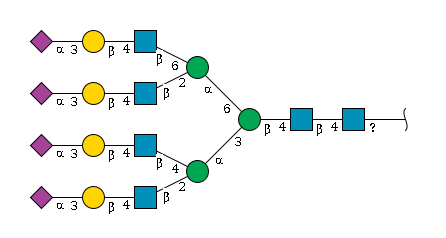 α 3 β 4 β 6
α 3 β 4 β 2 α
6
β 4 β 4 ?
3
α 3 β 4 β 4 α
α 3 β 4 β 2